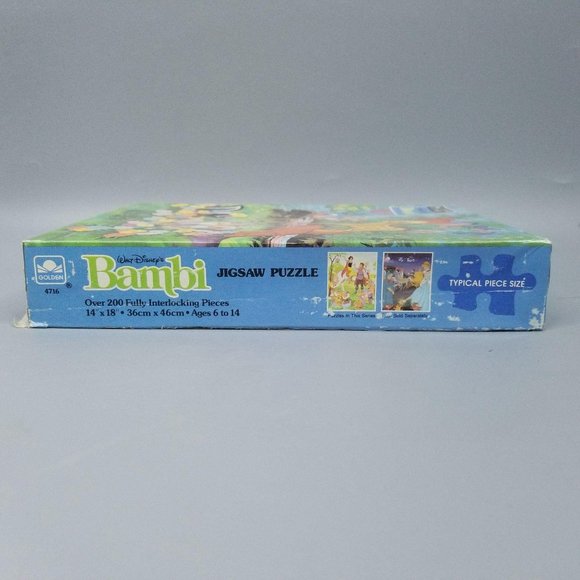 GOLDEN
4716
®
WALT DISNEY'S
Bambi
JIGSAW PUZZLE
Over 200 Fully Interlocking Pieces
14" x 18" • 36cm x 46cm • Ages 6 to 14
Puzzles in This Series Sold Separately
TYPICAL PIECE SIZE